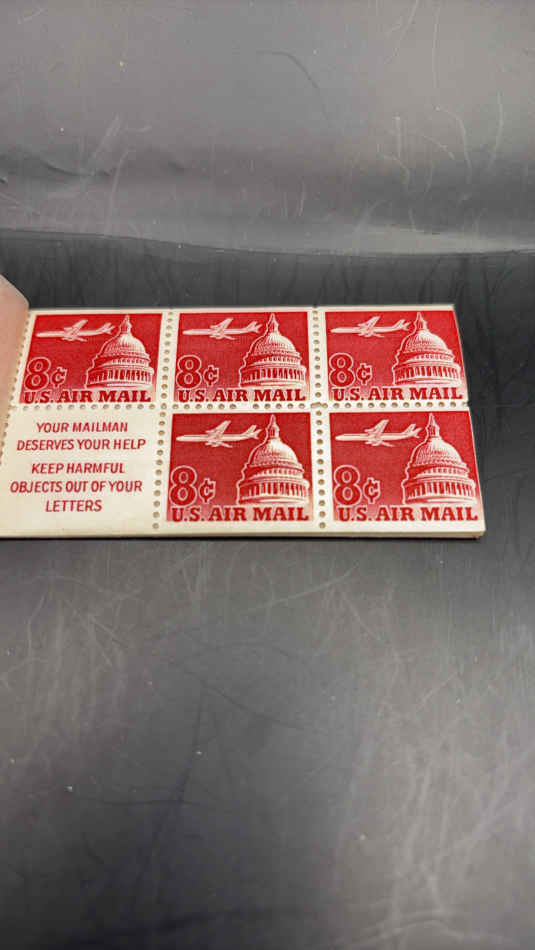 8¢
U.S. AIR MAIL
8¢
U.S. AIR MAIL
8¢
U.S. AIR MAIL
YOUR MAILMAN
DESERVES YOUR HELP
KEEP HARMFUL
OBJECTS OUT OF YOUR
LETTERS
8¢
U.S. AIR MAIL
8¢
U.S. AIR MAIL